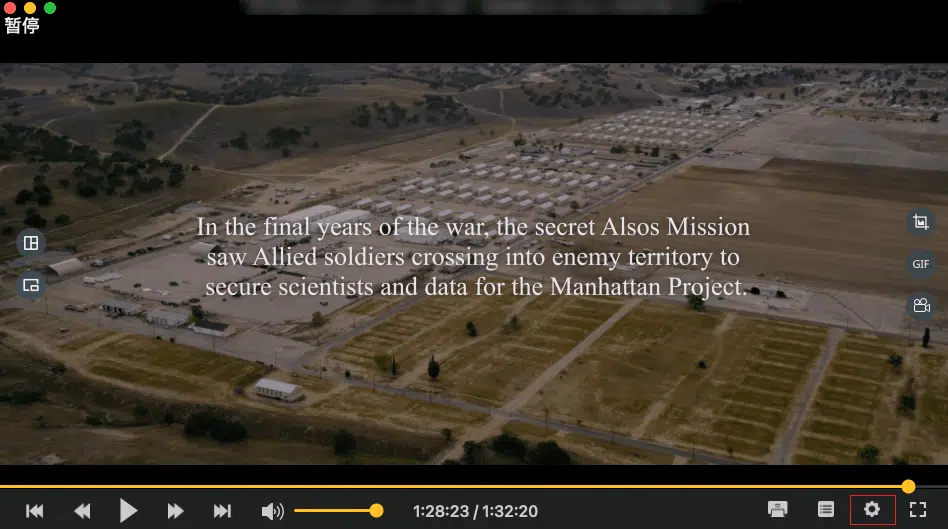 暂停
In the final years of the war, the secret Alsos Mission
saw Allied soldiers crossing into enemy territory to
secure scientists and data for the Manhattan Project.
GIF
1:28:23 / 1:32:20